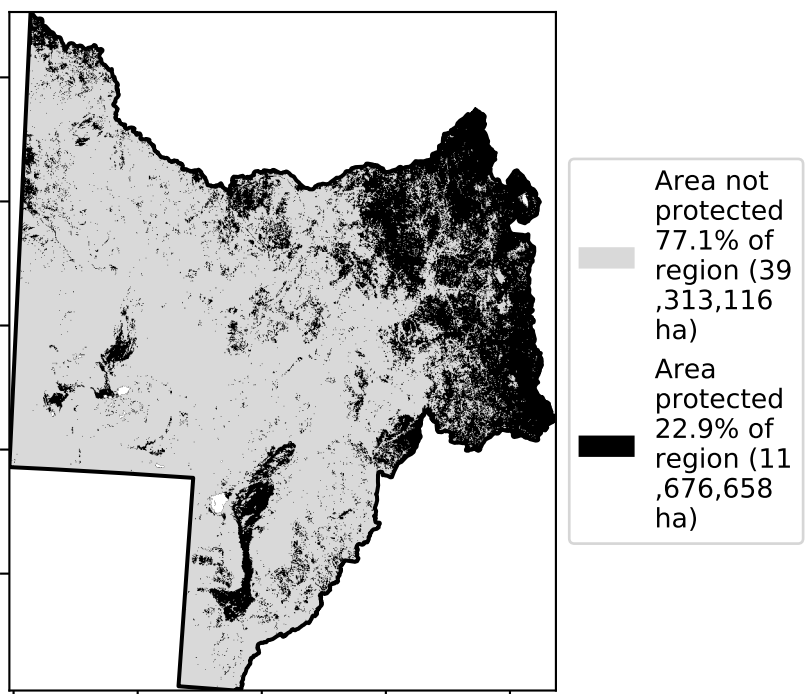 Area not
protected
77.1% of
region (39
,313,116
ha)
Area
protected
22.9% of
region (11
,676,658
ha)